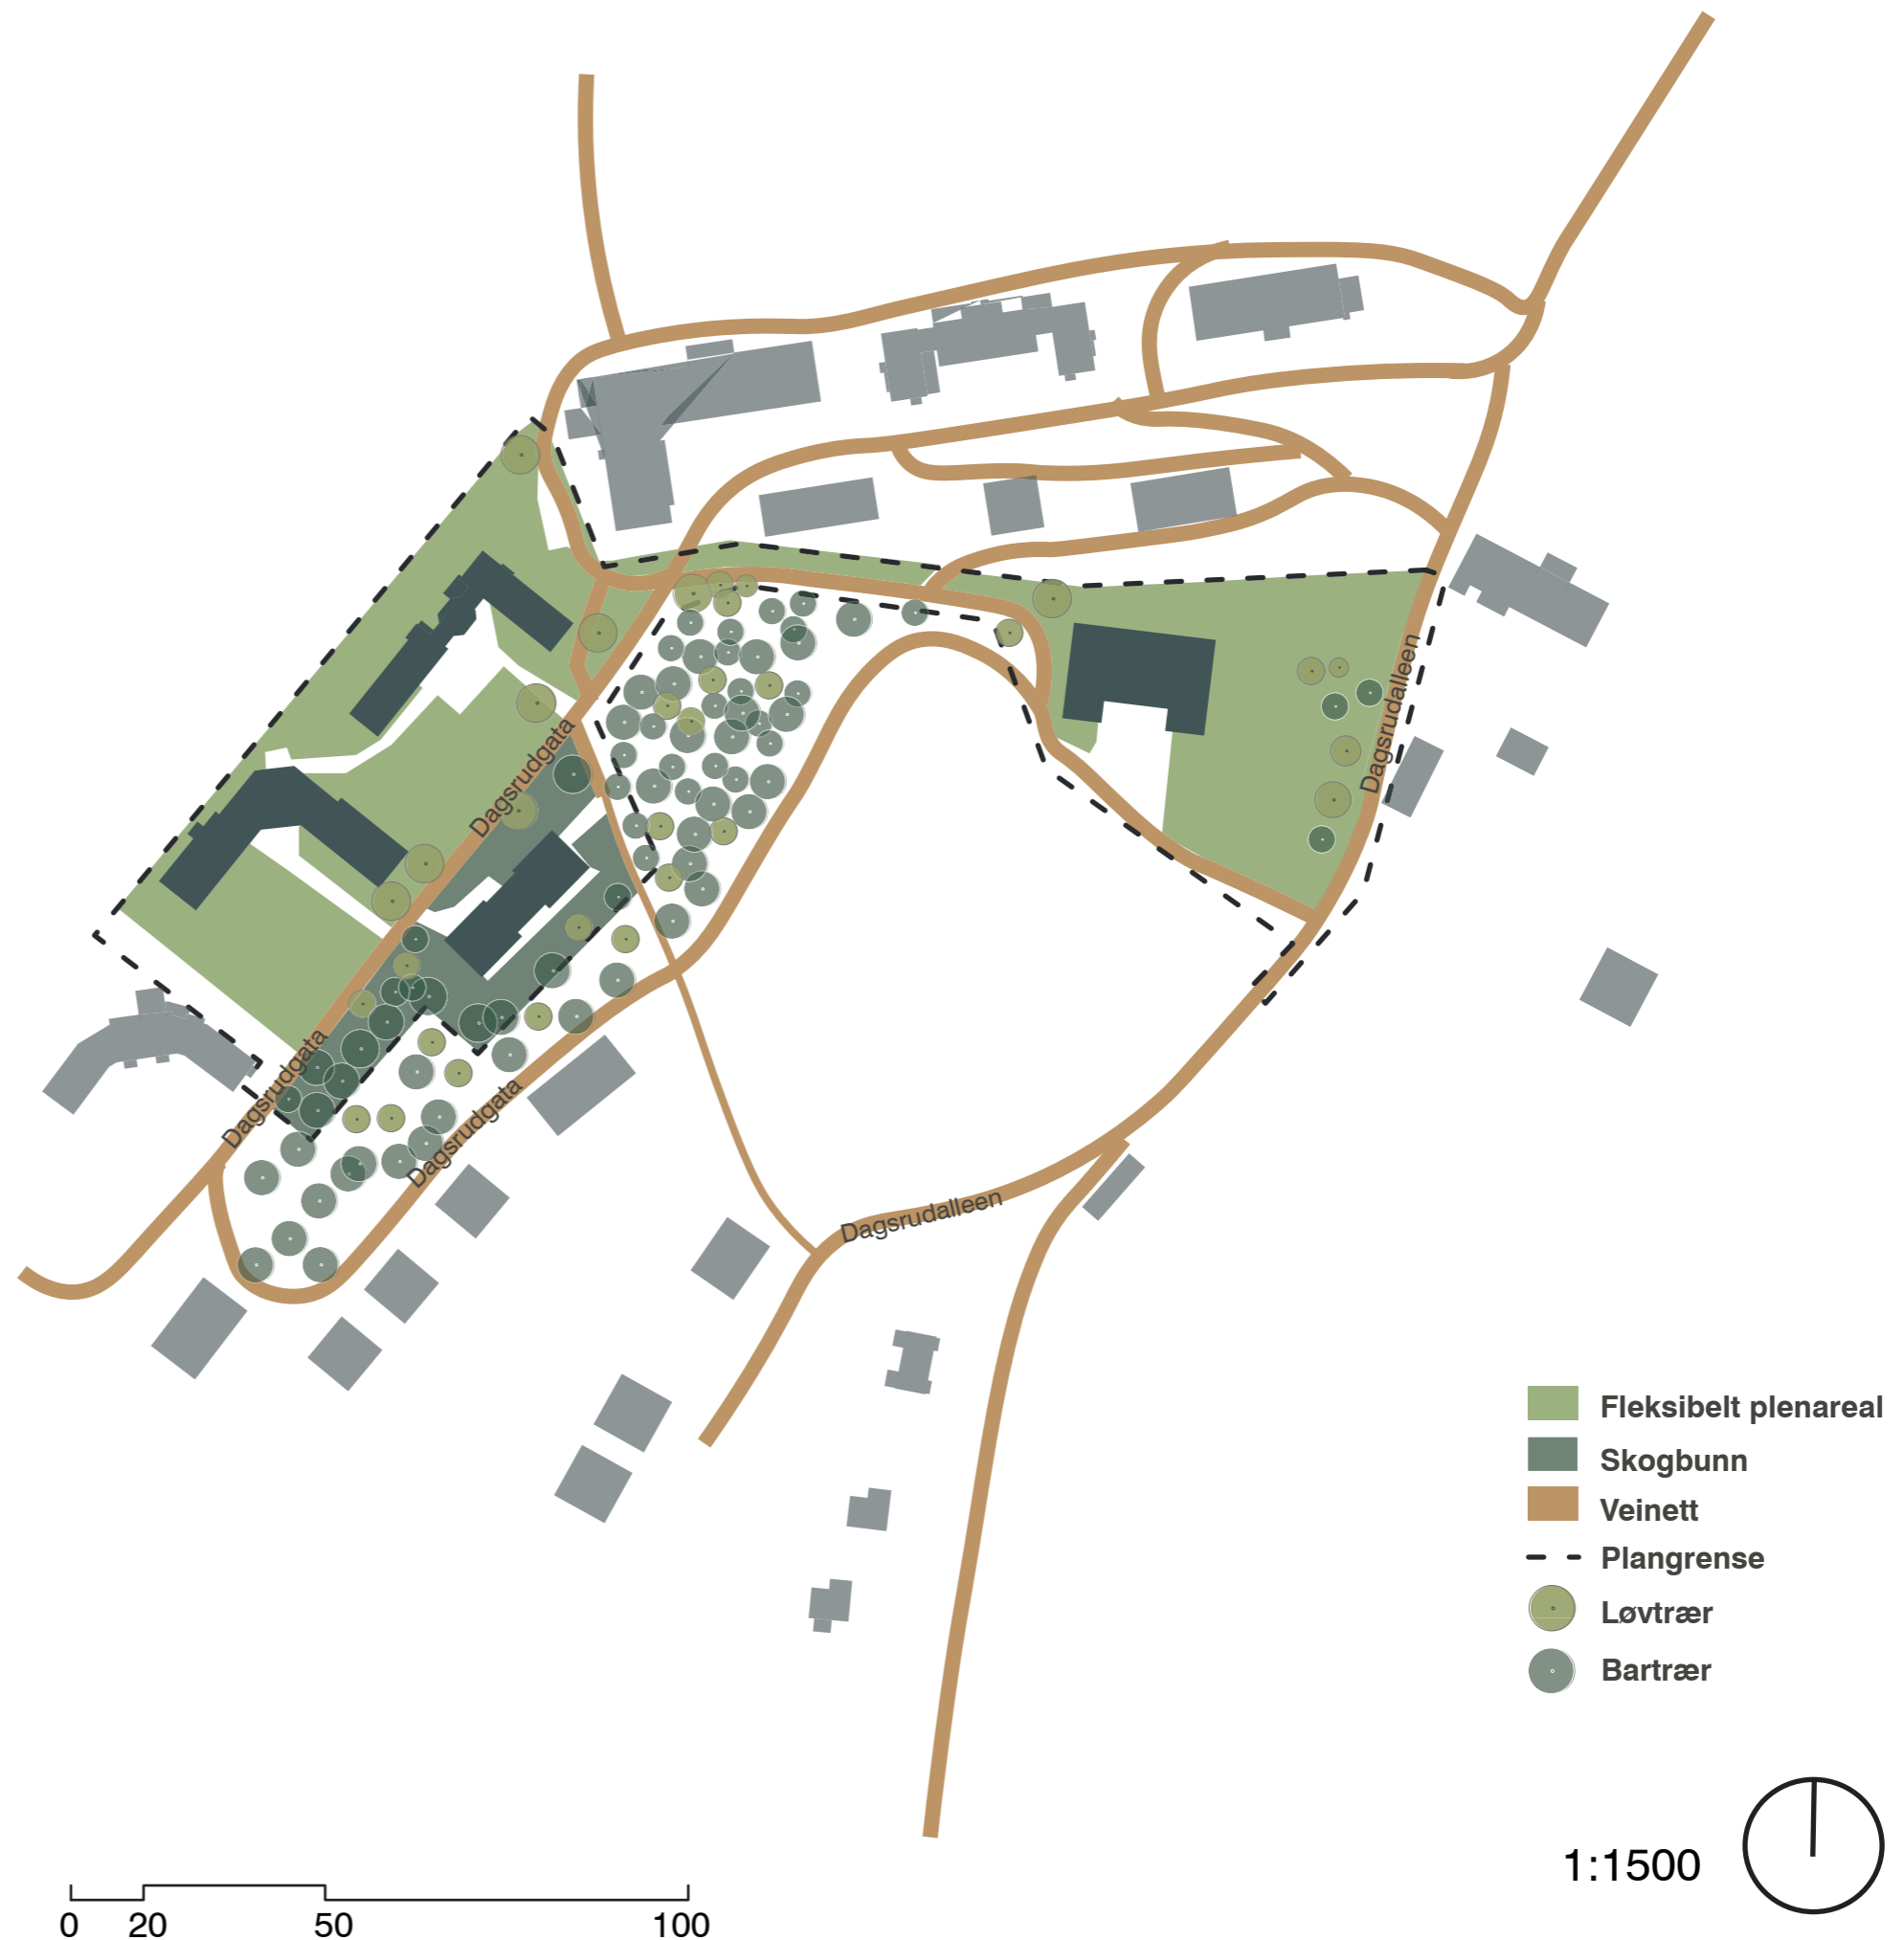 Dagsrudalleen
Dagsrudgata
Dagsrudgata
Dagsrudgata
Dagsrudalleen
Fleksibelt plenareal
Skogbunn
Veinett
Plangrense
Løvtrær
Bartrær
1:1500
0 20 50 100